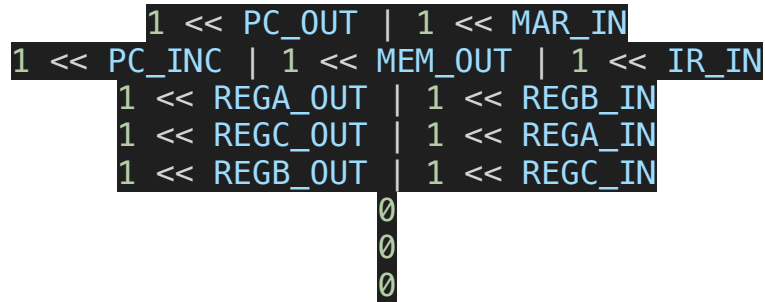 1 << PC_OUT | 1 << MAR_IN
1 << PC_INC | 1 << MEM_OUT | 1 << IR_IN
1 << REGA_OUT | 1 << REGB_IN
1 << REGC_OUT | 1 << REGA_IN
1 << REGB_OUT | 1 << REGC_IN
0
0
0